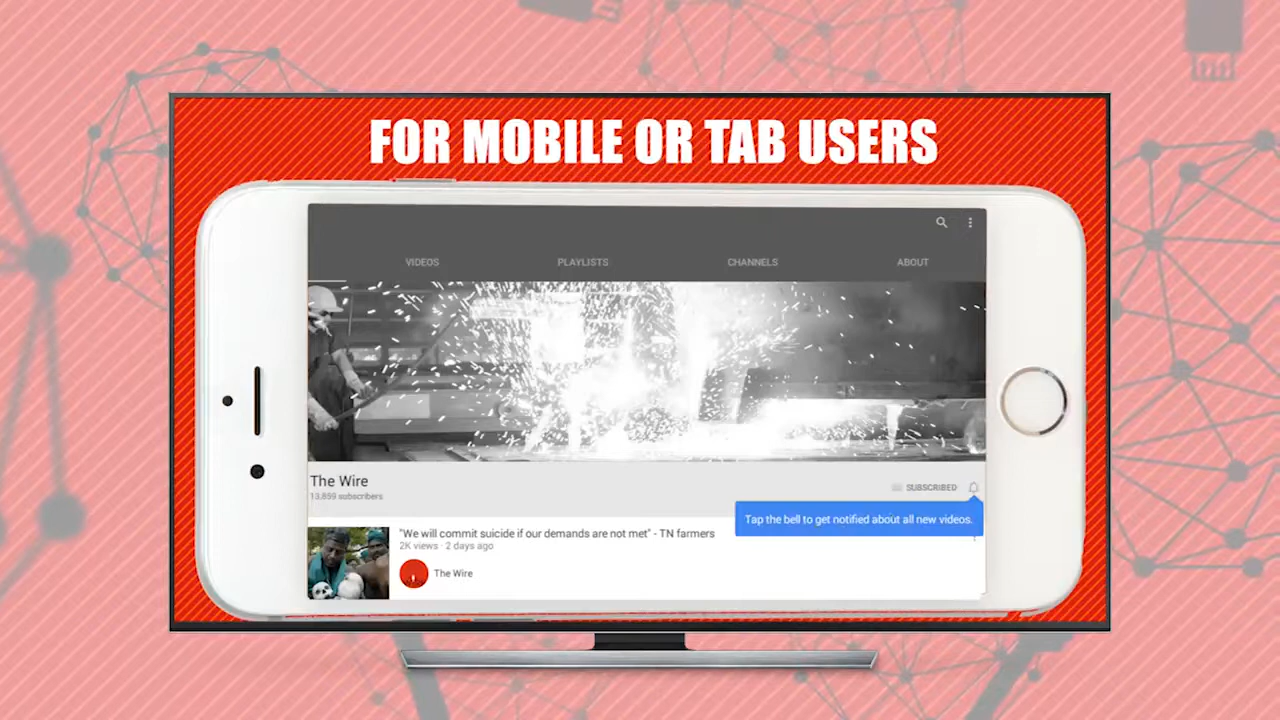 FOR MOBILE OR TAB USERS
VIDEOS PLAYLISTS CHANNELS ABOUT
The Wire
13,859 subscribers
SUBSCRIBED
Tap the bell to get notified about all new videos.
"We will commit suicide if our demands are not met" - TN farmers
2K views · 2 days ago
The Wire